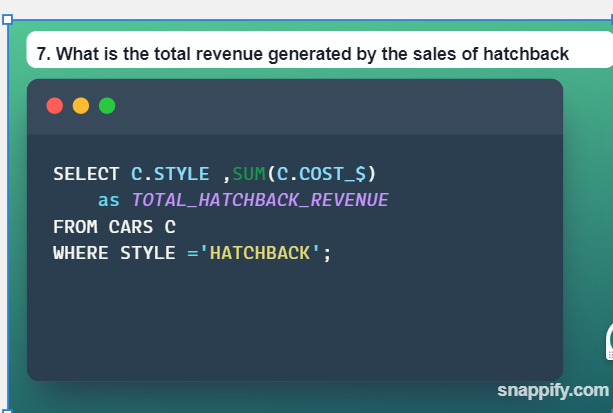 7. What is the total revenue generated by the sales of hatchback
SELECT C.STYLE ,SUM(C.COST_$)
as TOTAL_HATCHBACK_REVENUE
FROM CARS C
WHERE STYLE ='HATCHBACK';
snappify.com